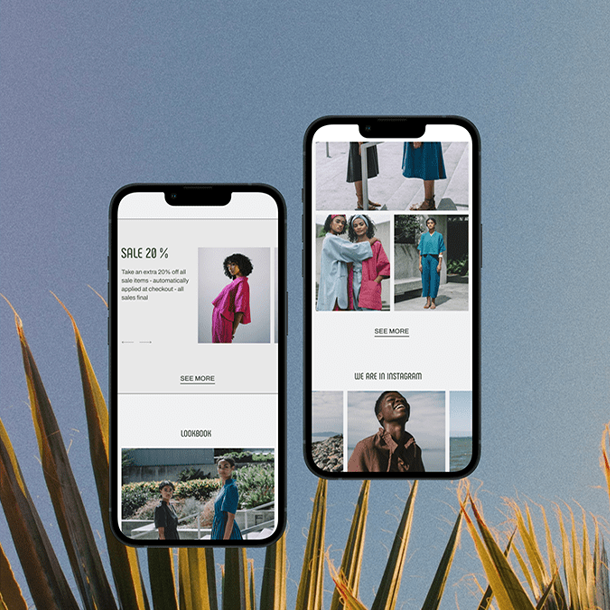 SALE 20 %
Take an extra 20% off all
sale items - automatically
applied at checkout - all
sales final
SEE MORE
LOOKBOOK
SEE MORE
WE ARE IN INSTAGRAM